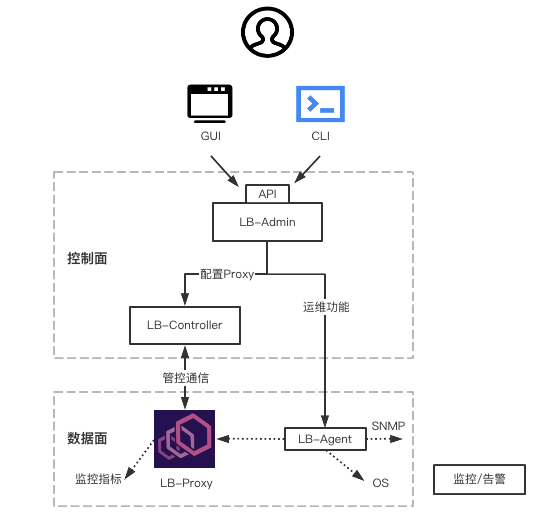 GUI
CLI
API
LB-Admin
控制面
配置Proxy
运维功能
LB-Controller
管控通信
数据面
SNMP
LB-Agent
监控指标
LB-Proxy
OS
监控/告警